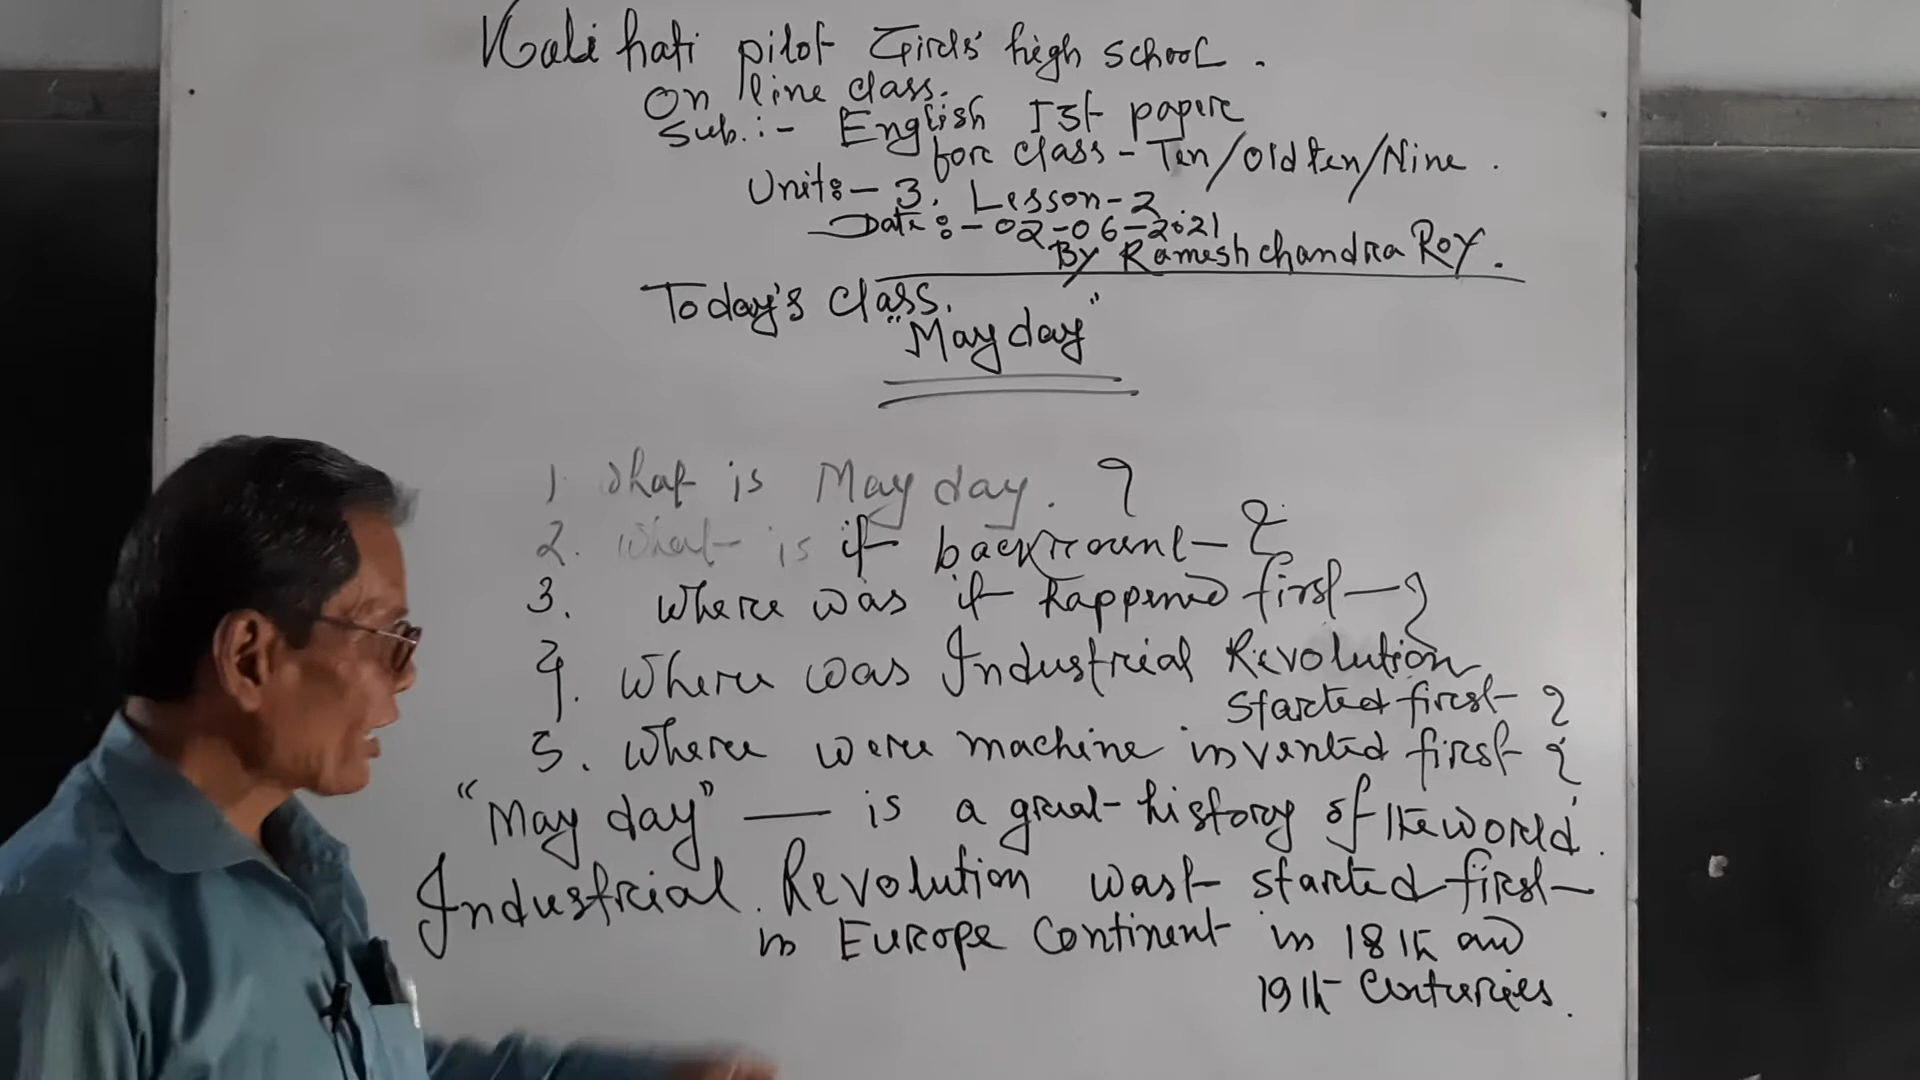 Kalihati pilot Girls' high school.
On line class.
Sub.:- English Ist paper
for class - Ten/old ten/Nine.
Unit:- 3, Lesson-2
Date:- 02-06-2021
By Ramesh chandra Roy.
Today's class.
"May day"
1. What is May day. ?
2. What is it backround ?
3. Where was it happened first ?
4. Where was Industrial Revolution
started first ?
5. Where were machine invented first ?
"May day" — is a great history of the world.
Industrial Revolution was started first
in Europe Continent in 18th and
19th Centuries.